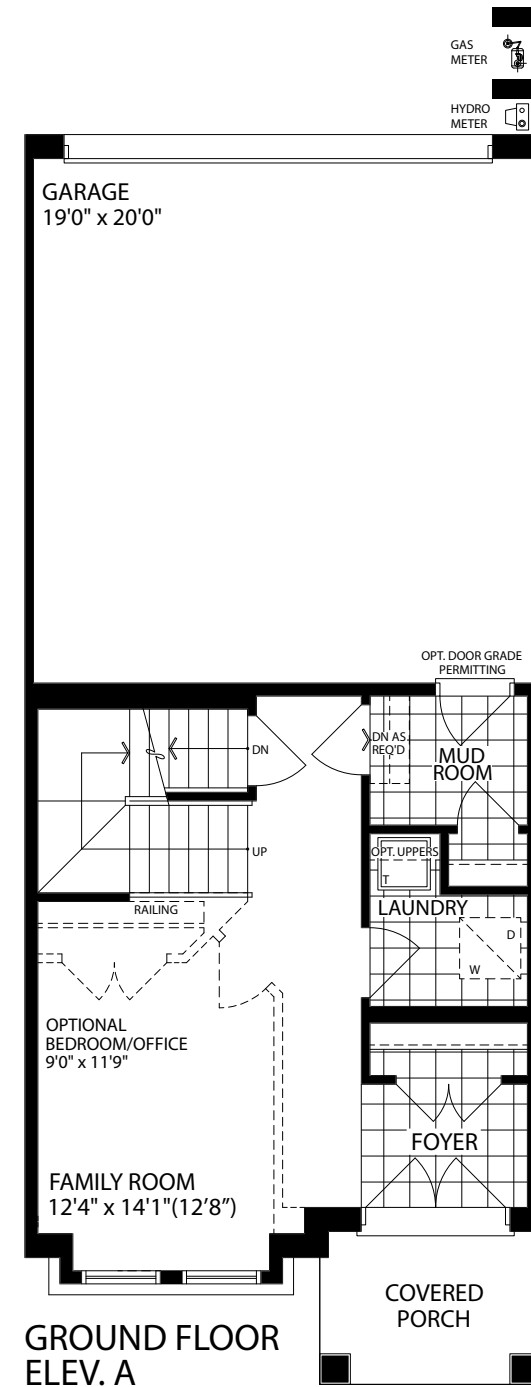 GAS
METER
HYDRO
METER
GARAGE
19'0" x 20'0"
OPT. DOOR GRADE
PERMITTING
DN
DN AS
REQ'D
MUD
ROOM
UP
OPT. UPPERS
T
RAILING
LAUNDRY
D
W
OPTIONAL
BEDROOM/OFFICE
9'0" x 11'9"
FOYER
FAMILY ROOM
12'4" x 14'1"(12'8")
COVERED
PORCH
GROUND FLOOR
ELEV. A